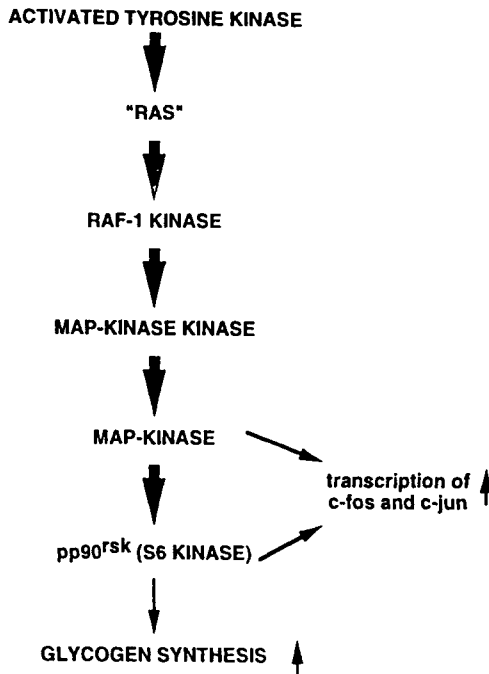 ACTIVATED TYROSINE KINASE
"RAS"
RAF-1 KINASE
MAP-KINASE KINASE
MAP-KINASE
transcription of
c-fos and c-jun
pp90rsk (S6 KINASE)
GLYCOGEN SYNTHESIS